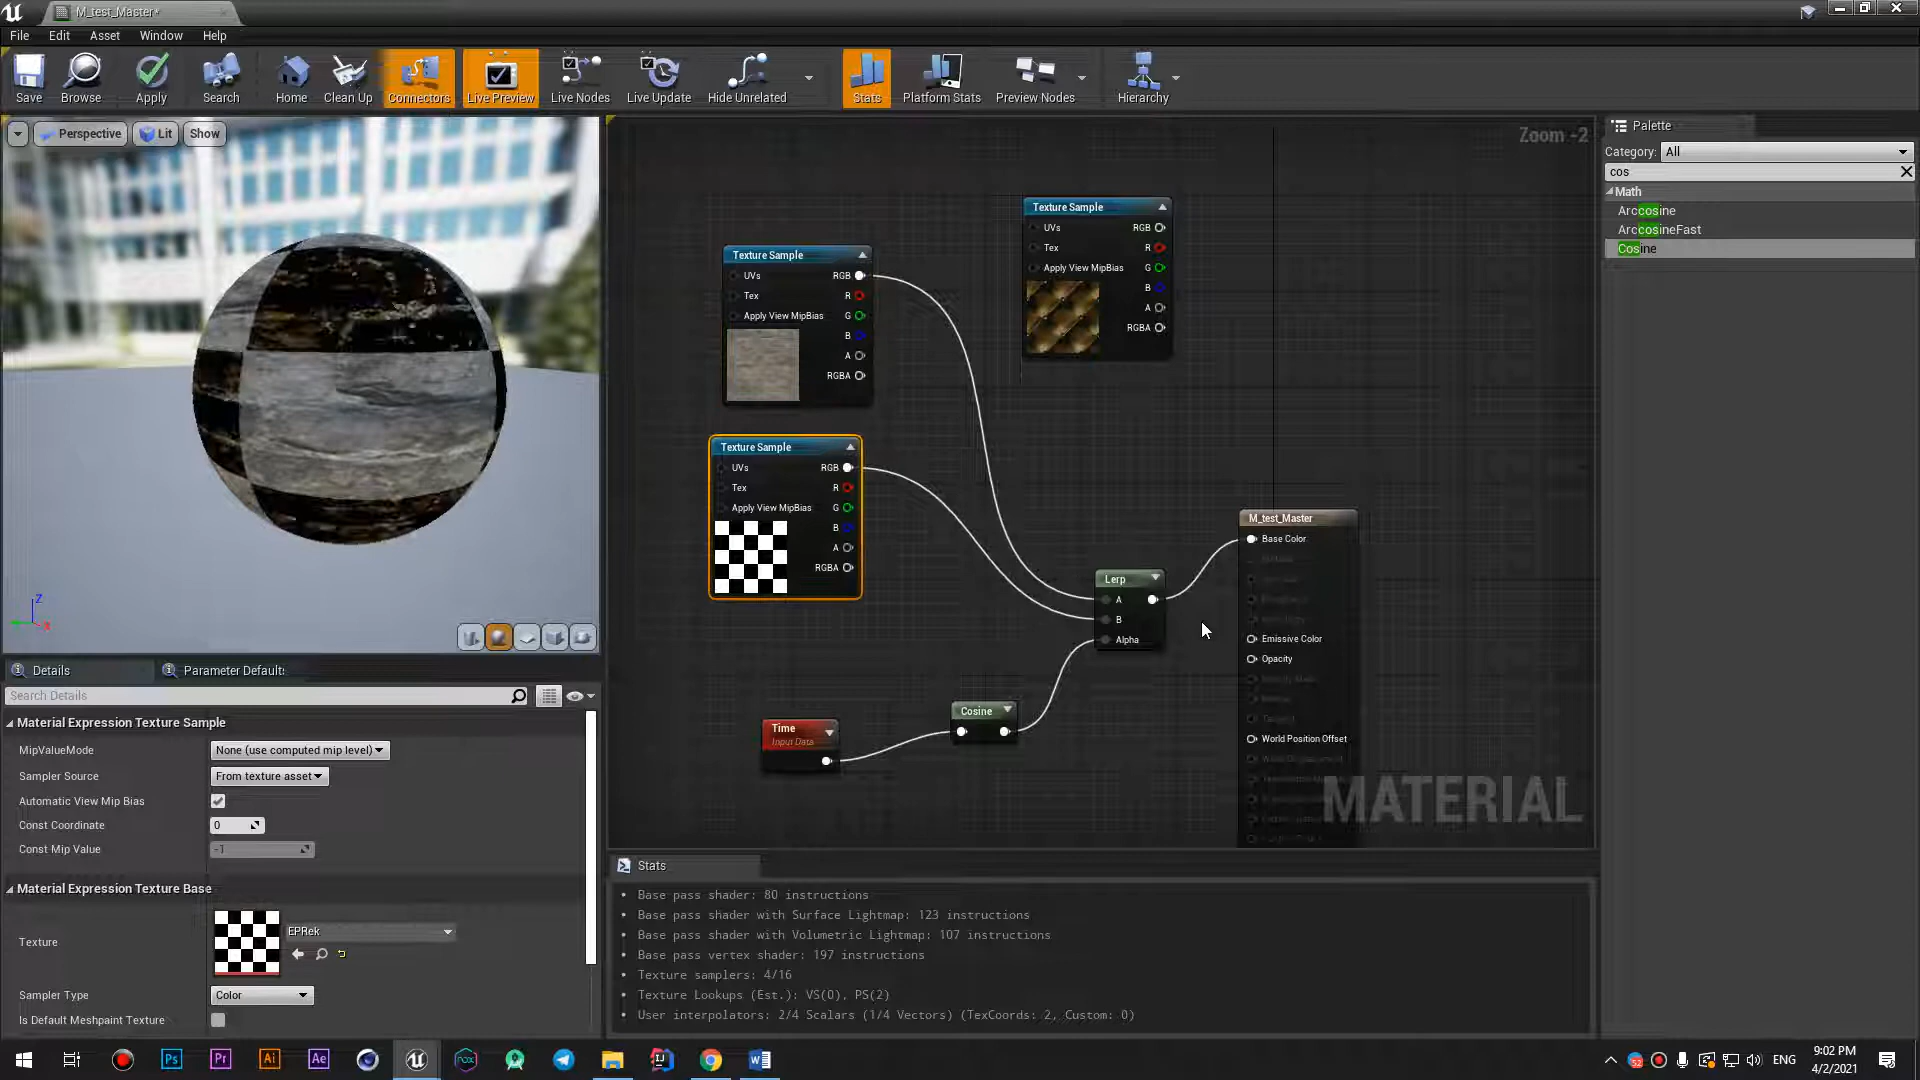 M_test_Master*
File Edit Asset Window Help
Save Browse Apply Search Home Clean Up Connectors Live Preview Live Nodes Live Update Hide Unrelated Stats Platform Stats Preview Nodes Hierarchy
Perspective Lit Show
Zoom -2
Palette
Category: All
cos
Math
Arccosine
ArccosineFast
Cosine
Texture Sample
UVs RGB
Tex R
Apply View MipBias G
B
A
RGBA
Texture Sample
UVs RGB
Tex R
Apply View MipBias G
B
A
RGBA
Texture Sample
UVs RGB
Tex R
Apply View MipBias G
B
A
RGBA
M_test_Master
Base Color
Emissive Color
Opacity
World Position Offset
Lerp
A
B
Alpha
Cosine
Time
Input Data
MATERIAL
Z
X
Details Parameter Defaults
Search Details
Material Expression Texture Sample
MipValueMode None (use computed mip level)
Sampler Source From texture asset
Automatic View Mip Bias
Const Coordinate 0
Const Mip Value -1
Material Expression Texture Base
Texture EPRek
Sampler Type Color
Is Default Meshpaint Texture
Stats
• Base pass shader: 80 instructions
• Base pass shader with Surface Lightmap: 123 instructions
• Base pass shader with Volumetric Lightmap: 107 instructions
• Base pass vertex shader: 197 instructions
• Texture samplers: 4/16
• Texture Lookups (Est.): VS(0), PS(2)
• User interpolators: 2/4 Scalars (1/4 Vectors) (TexCoords: 2, Custom: 0)
Ps Pr Ai Ae
ENG
9:02 PM
4/2/2021